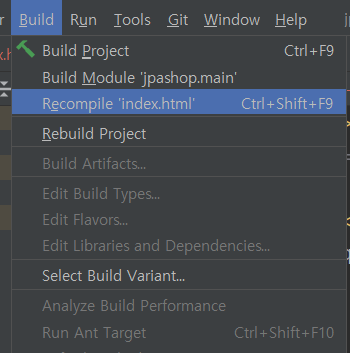 Build Run Tools Git Window Help
Build Project Ctrl+F9
Build Module 'jpashop.main'
Recompile 'index.html' Ctrl+Shift+F9
Rebuild Project
Build Artifacts...
Edit Build Types...
Edit Flavors...
Edit Libraries and Dependencies...
Select Build Variant...
Analyze Build Performance
Run Ant Target Ctrl+Shift+F10